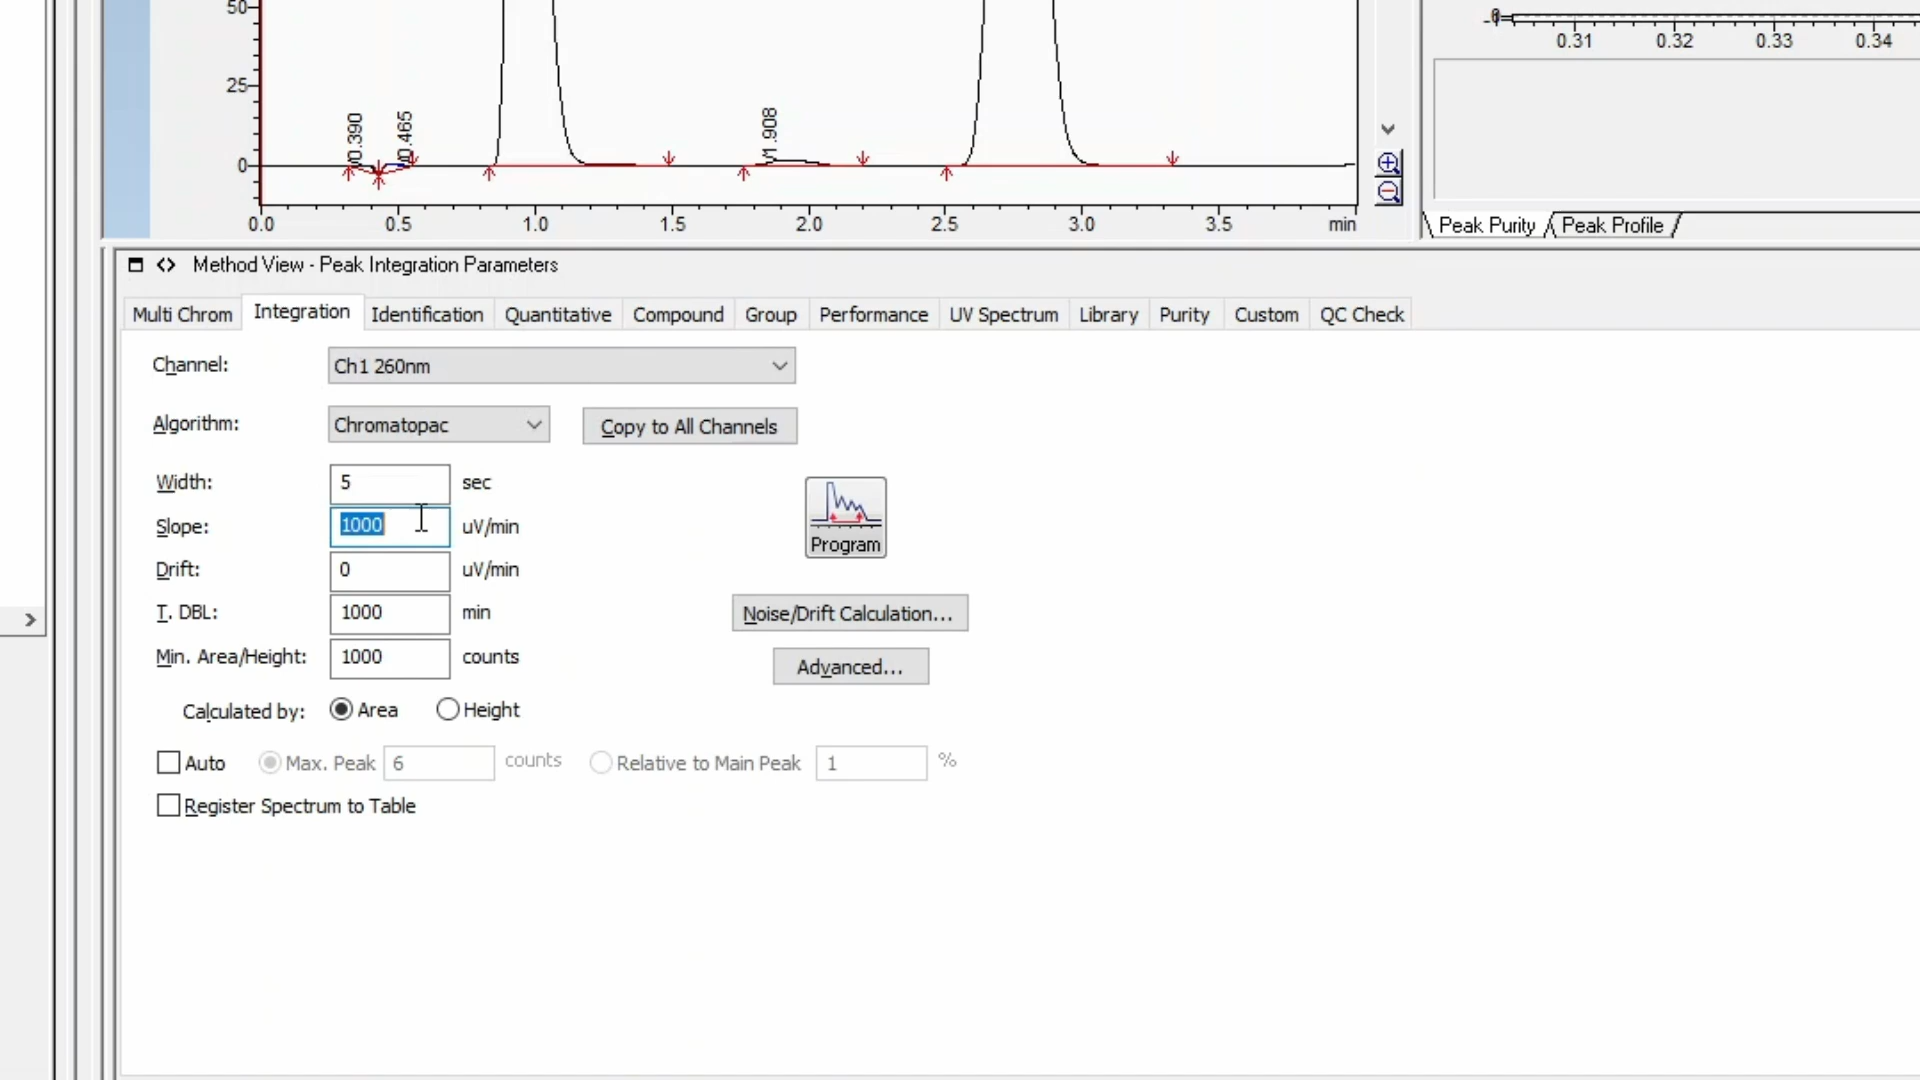 50
25
0
0.390
0.465
1.908
0.0 0.5 1.0 1.5 2.0 2.5 3.0 3.5 min
0.31 0.32 0.33 0.34
Peak Purity Peak Profile
Method View - Peak Integration Parameters
Multi Chrom Integration Identification Quantitative Compound Group Performance UV Spectrum Library Purity Custom QC Check
Channel: Ch1 260nm
Algorithm: Chromatopac Copy to All Channels
Width: 5 sec
Slope: 1000 uV/min
Program
Drift: 0 uV/min
T. DBL: 1000 min
Noise/Drift Calculation...
Min. Area/Height: 1000 counts
Advanced...
Calculated by: Area Height
Auto Max. Peak 6 counts Relative to Main Peak 1 %
Register Spectrum to Table